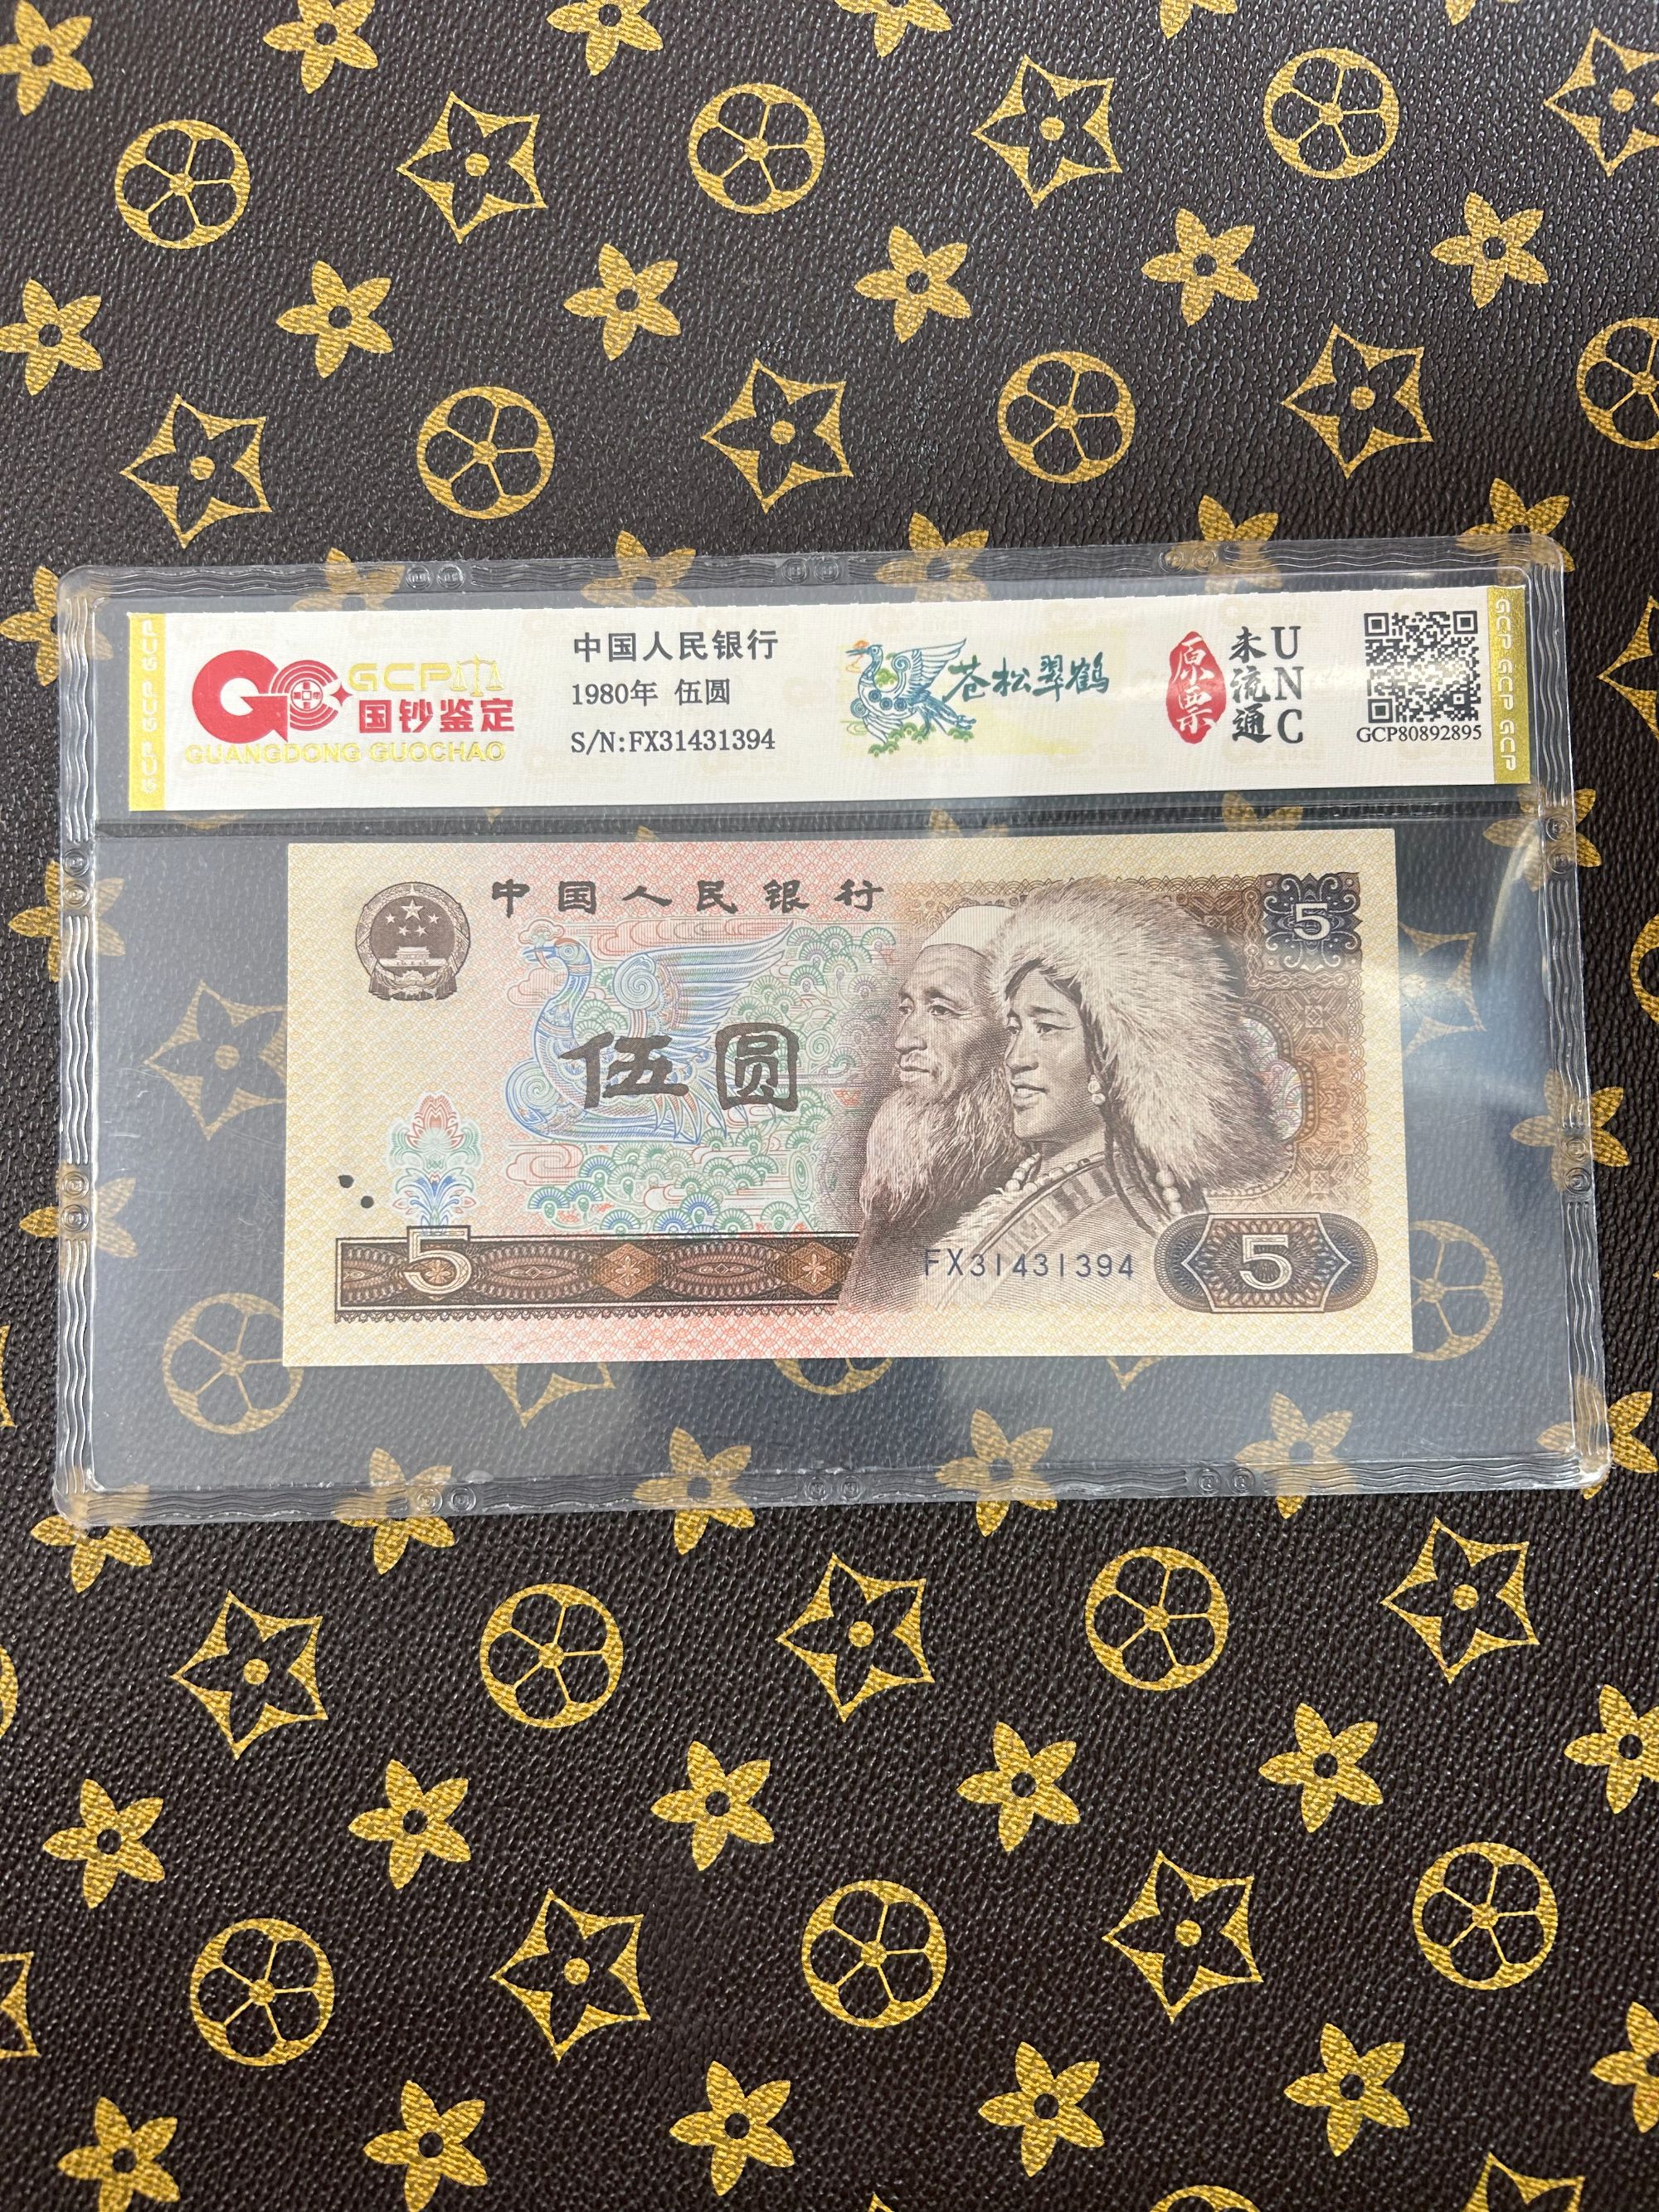 GCP
国钞鉴定
GUANGDONG GUOCHAO
中国人民银行
1980年 伍圆
S/N:FX31431394
苍松翠鹤
原票
未流通
UNC
GCP80892895
中国人民银行
5
伍圆
5
FX31431394
5